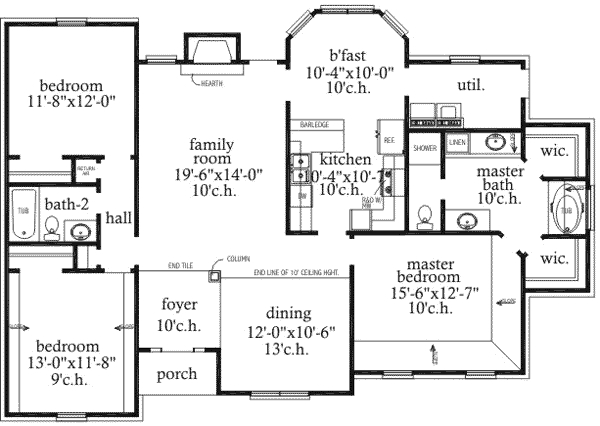 bedroom
11'-8"x12'-0"
HEARTH
b'fast
10'-4"x10'-0"
10'c.h.
util.
family
room
19'-6"x14'-0"
10'c.h.
BARLEDGE
REF.
kitchen
10'-4"x10'-7"
10'c.h.
DW
R&O W/
MW
SHOWER
LINEN
master
bath
10'c.h.
wic.
TUB
wic.
RETURN
AIR
TUB
bath-2
hall
END TILE
COLUMN
END LINE OF 10' CEILING HGHT.
master
bedroom
15'-6"x12'-7"
10'c.h.
foyer
10'c.h.
dining
12'-0"x10'-6"
13'c.h.
bedroom
13'-0"x11'-8"
9'c.h.
porch